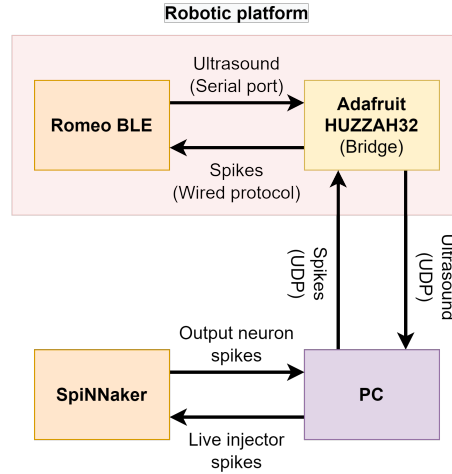 Robotic platform
Ultrasound
(Serial port)
Romeo BLE
Adafruit
HUZZAH32
(Bridge)
Spikes
(Wired protocol)
Spikes
(UDP)
Ultrasound
(UDP)
Output neuron
spikes
SpiNNaker
PC
Live injector
spikes